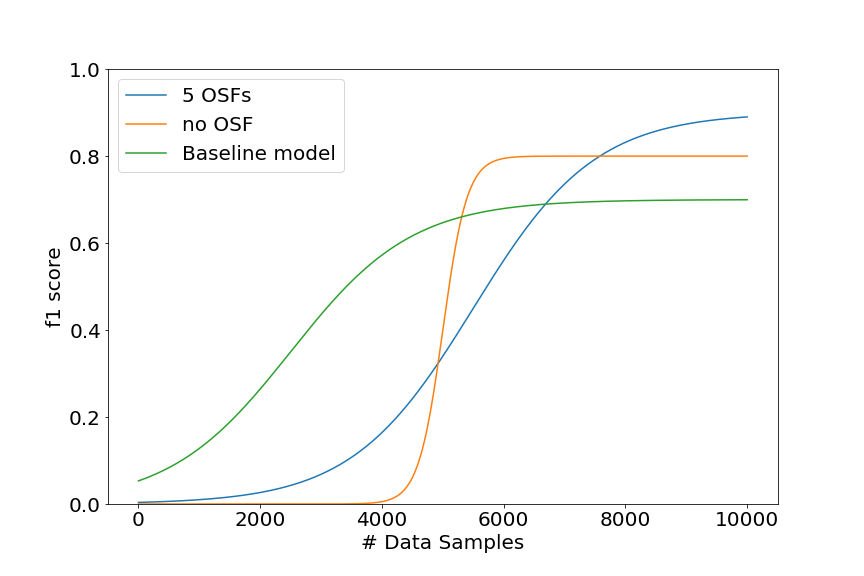 1.0
0.8
0.6
0.4
0.2
0.0
f1 score
5 OSFs
no OSF
Baseline model
0 2000 4000 6000 8000 10000
# Data Samples